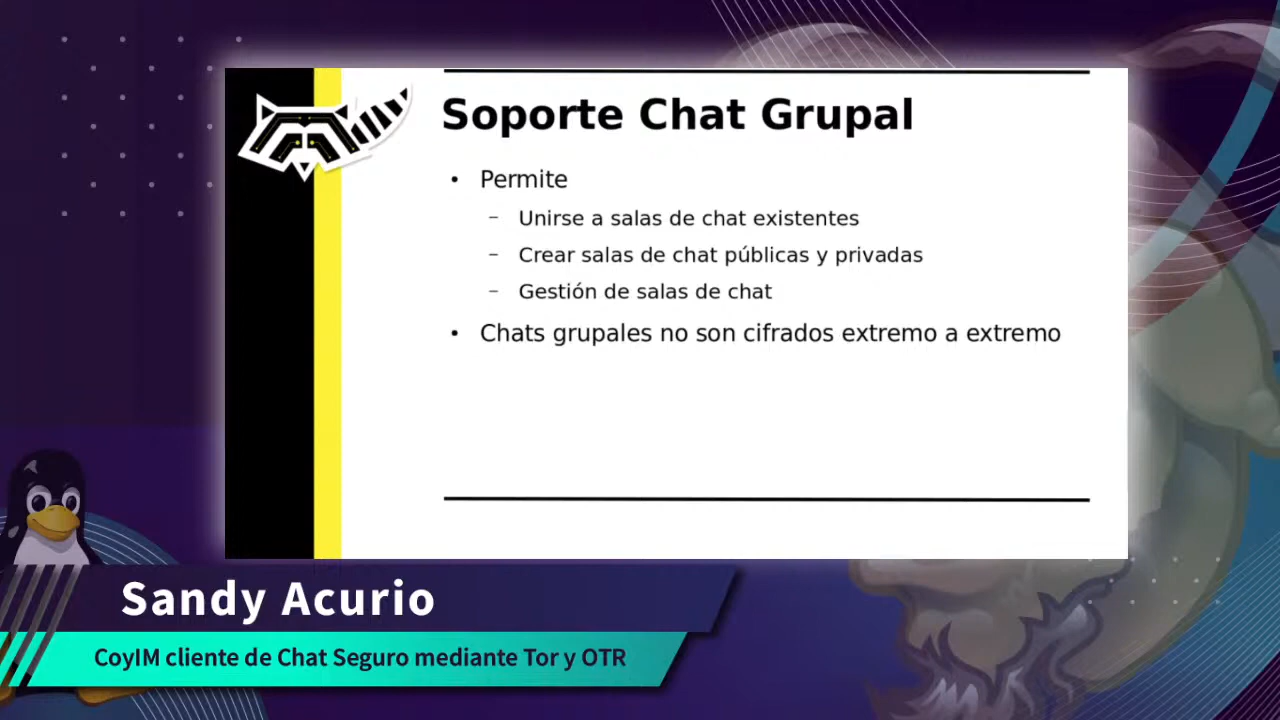 Soporte Chat Grupal
• Permite
– Unirse a salas de chat existentes
– Crear salas de chat públicas y privadas
– Gestión de salas de chat
• Chats grupales no son cifrados extremo a extremo
Sandy Acurio
CoyIM cliente de Chat Seguro mediante Tor y OTR